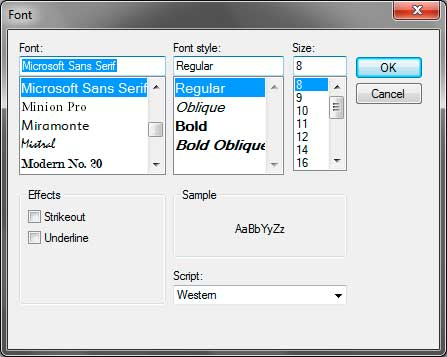 Font
Font:
Font style:
Size:
Microsoft Sans Serif
Regular
8
OK
Microsoft Sans Serif
Minion Pro
Miramonte
Mistral
Modern No. 20
Regular
Oblique
Bold
Bold Oblique
8
9
10
11
12
14
16
Cancel
Effects
Strikeout
Underline
Sample
AaBbYyZz
Script:
Western